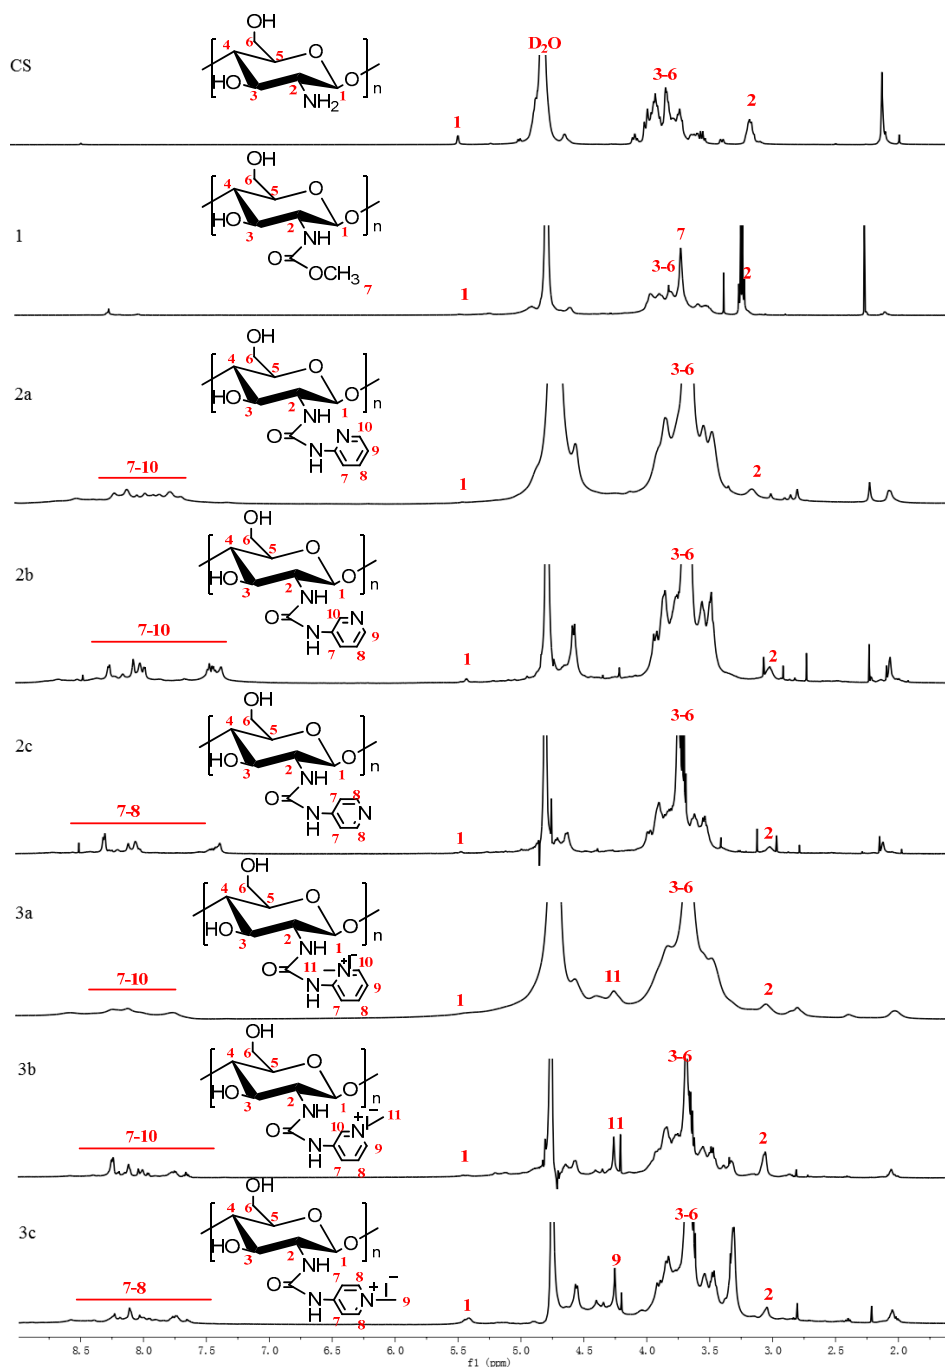 CS
OH
4
6
5
O
HO
3
2
NH2
1
O
n
1
D2O
3-6
2
1
OH
4
6
5
O
HO
3
2
NH
1
O
n
O
OCH3
7
1
3-6
7
2
2a
OH
4
6
5
O
HO
3
2
NH
1
O
n
O
N
H
N
10
9
8
7
7-10
1
3-6
2
2b
OH
4
6
5
O
HO
3
2
NH
1
O
n
O
N
H
10
N
9
8
7
7-10
1
3-6
2
2c
OH
4
6
5
O
HO
3
2
NH
1
O
n
O
N
H
7
8
N
7
8
7-8
1
3-6
2
3a
OH
4
6
5
O
HO
3
2
NH
1
O
n
O
N
H
11
N+
I-
10
9
8
7
7-10
1
11
3-6
2
3b
OH
4
6
5
O
HO
3
2
NH
1
O
n
O
N
H
10
N+
I-
11
9
8
7
7-10
1
11
3-6
2
3c
OH
4
6
5
O
HO
3
2
NH
1
O
n
O
N
H
7
8
N+
I-
9
7
8
7-8
1
9
3-6
2
8.0 7.5 7.0 6.5 6.0 5.5 5.0 4.5 4.0 3.5 3.0 2.5 2.0
f1 (ppm)